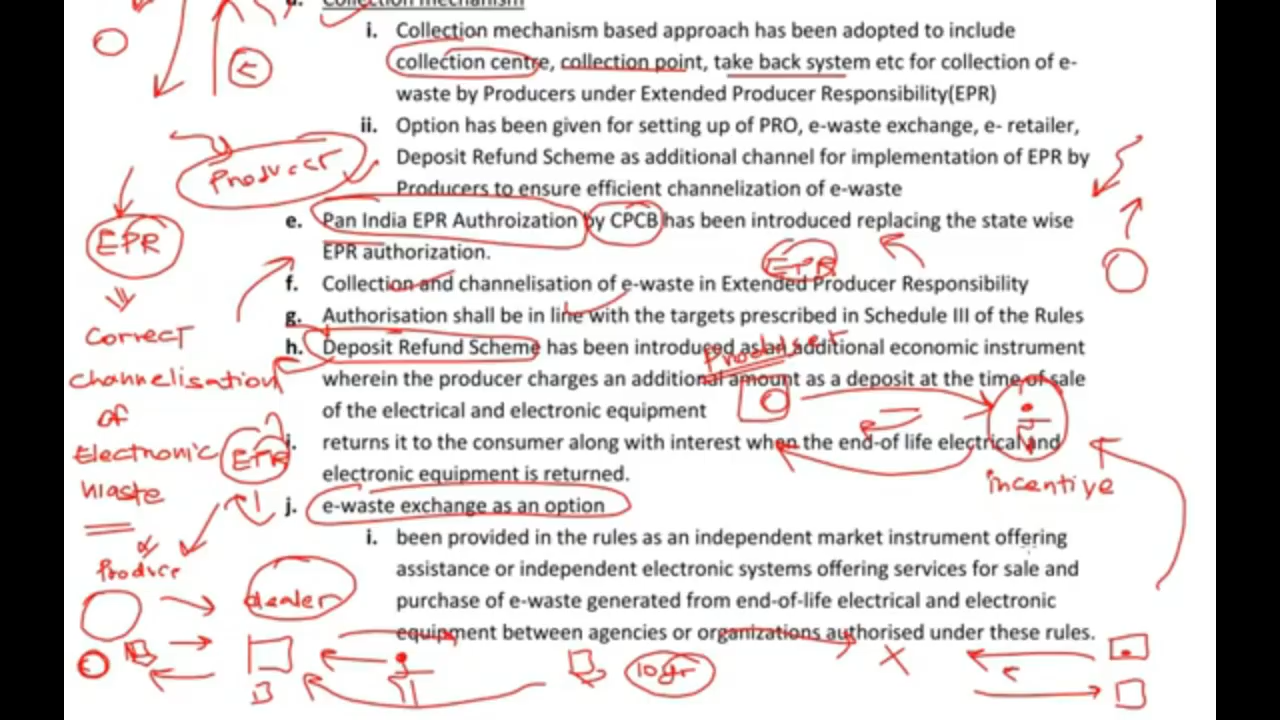 d. Collection mechanism
i. Collection mechanism based approach has been adopted to include
collection centre, collection point, take back system etc for collection of e-
waste by Producers under Extended Producer Responsibility(EPR)
ii. Option has been given for setting up of PRO, e-waste exchange, e- retailer,
Deposit Refund Scheme as additional channel for implementation of EPR by
Producers to ensure efficient channelization of e-waste
e. Pan India EPR Authroization by CPCB has been introduced replacing the state wise
EPR authorization.
f. Collection and channelisation of e-waste in Extended Producer Responsibility
g. Authorisation shall be in line with the targets prescribed in Schedule III of the Rules
h. Deposit Refund Scheme has been introduced as an additional economic instrument
wherein the producer charges an additional amount as a deposit at the time of sale
of the electrical and electronic equipment
i. returns it to the consumer along with interest when the end-of life electrical and
electronic equipment is returned.
j. e-waste exchange as an option
i. been provided in the rules as an independent market instrument offering
assistance or independent electronic systems offering services for sale and
purchase of e-waste generated from end-of-life electrical and electronic
equipment between agencies or organizations authorised under these rules.
Producer
EPR
Correct
channelisation
of
Electronic
Waste
EPR
Produce
dealer
EPR
incentive
10yr